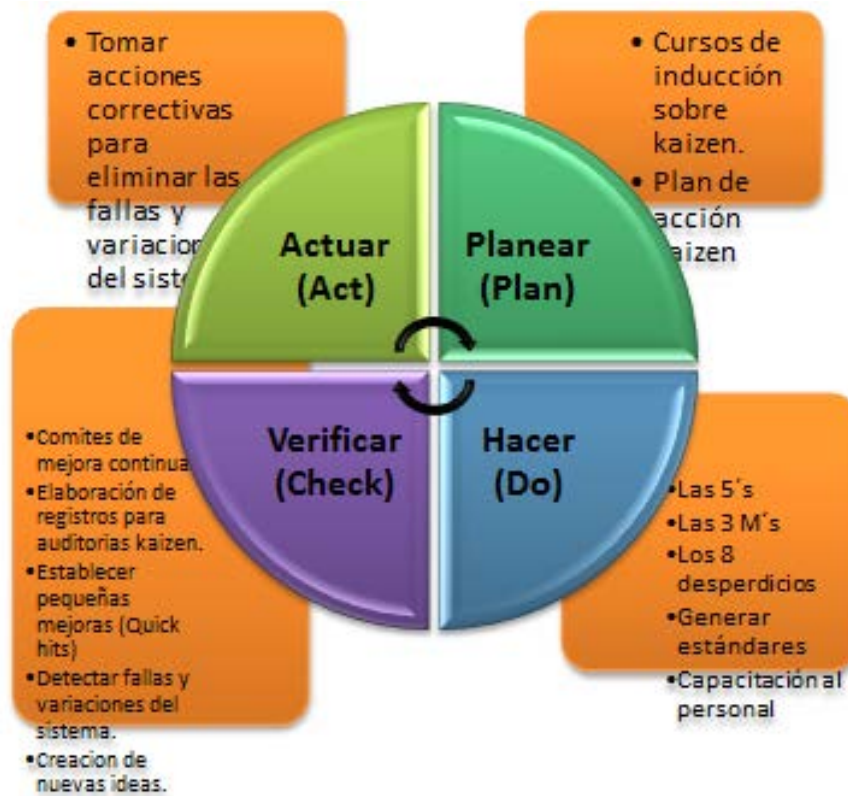 • Tomar
acciones
correctivas
para
eliminar las
fallas y
del
• Cursos de
inducción
sobre
kaizen.
• Plan de
acción
Actuar
(Act)
Planear
(Plan)
Verificar
(Check)
Hacer
(Do)
•Comites de
mejora continua
•Elaboración de
registros para
auditorias kaizen.
•Establecer
pequeñas
mejoras (Quick
hits)
•Detectar fallas y
variaciones del
sistema.
•Creacion de
nuevas ideas.
•Las 5´s
•Las 3 M´s
•Los 8
desperdicios
•Generar
estándares
•Capacitación al
personal